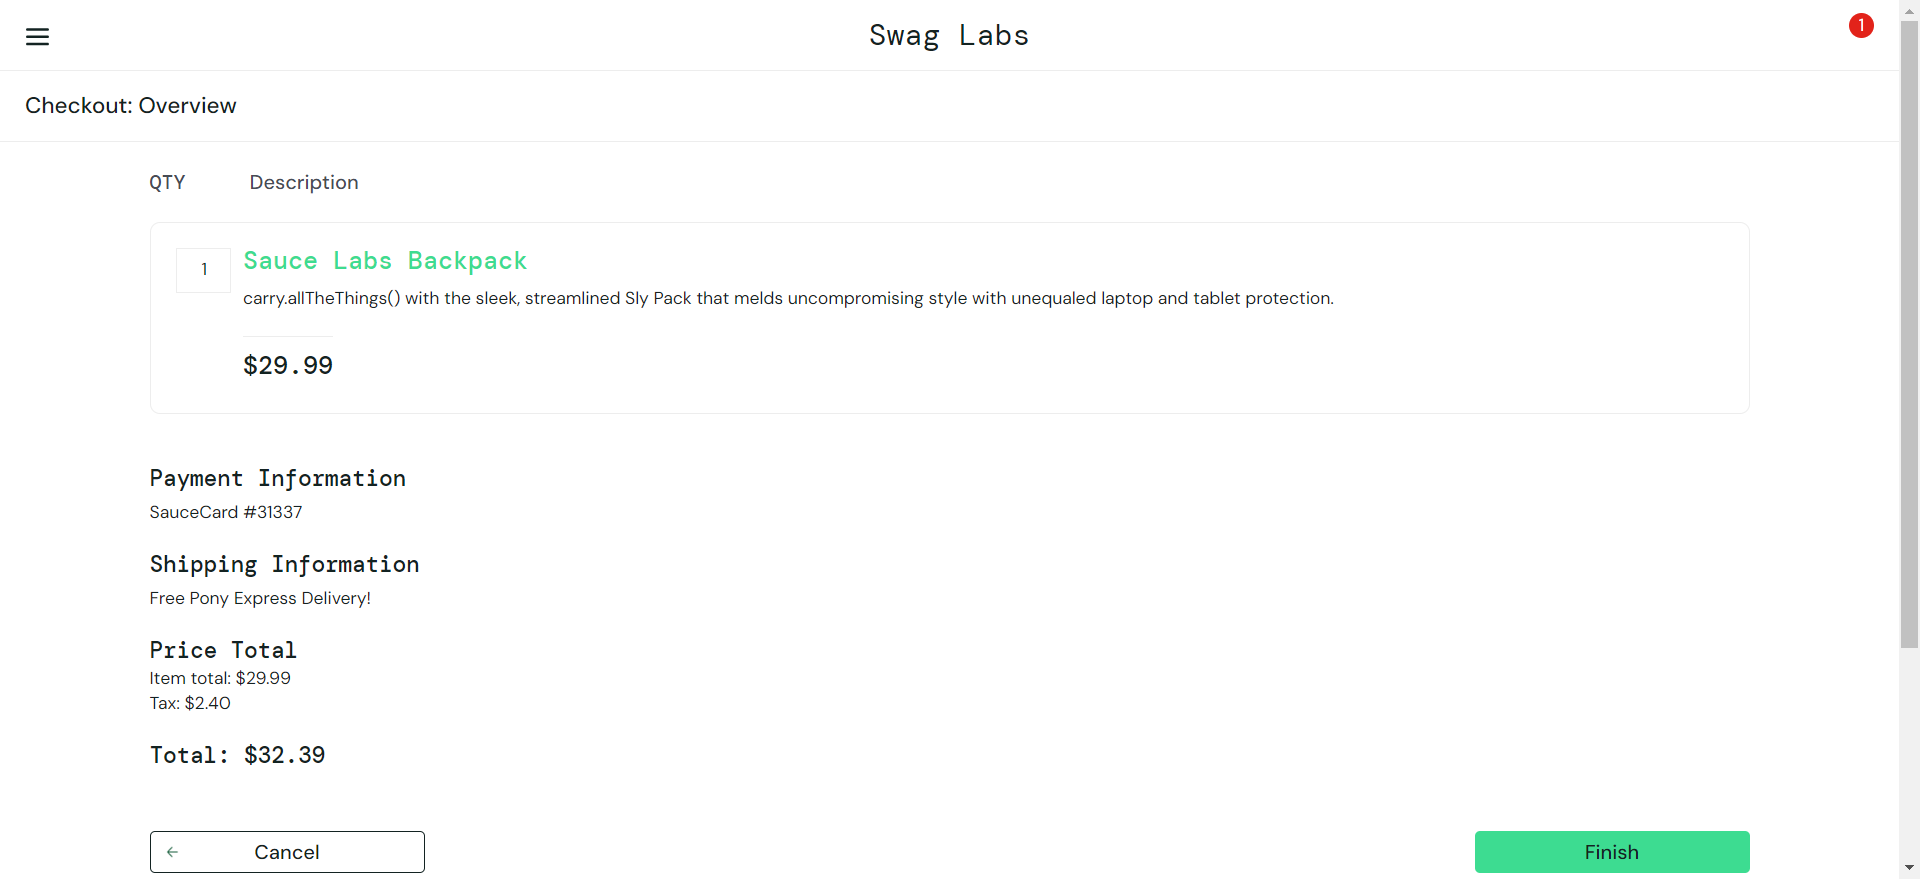 Swag Labs
1
Checkout: Overview
QTY
Description
1
Sauce Labs Backpack
carry.allTheThings() with the sleek, streamlined Sly Pack that melds uncompromising style with unequaled laptop and tablet protection.
$29.99
Payment Information
SauceCard #31337
Shipping Information
Free Pony Express Delivery!
Price Total
Item total: $29.99
Tax: $2.40
Total: $32.39
Cancel
Finish